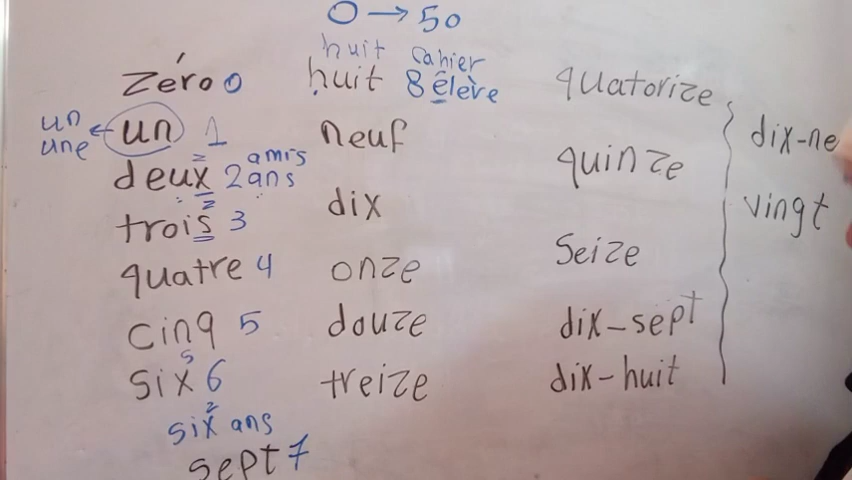 0 → 50
zéro 0
un 1
un
une
z amis
deux 2 ans
z
trois 3
quatre 4
cinq 5
s
six 6
z
six ans
sept 7
huit cahier
huit 8 élève
neuf
dix
onze
douze
treize
quatorize
quinze
Seize
dix-sept
dix-huit
dix-ne
vingt